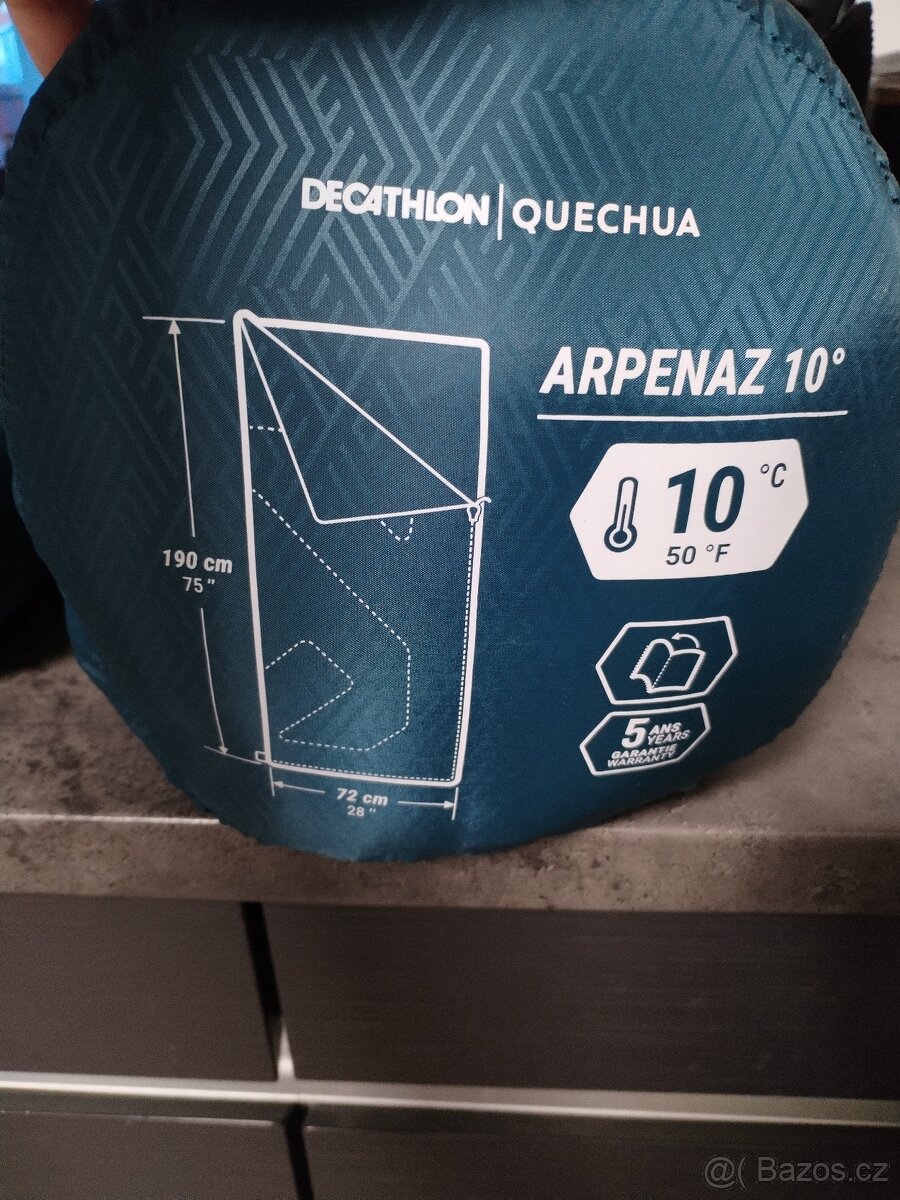 DECATHLON | QUECHUA
ARPENAZ 10°
10 °C
50 °F
190 cm
75"
5 ANS
YEARS
GARANTIE
WARRANTY
72 cm
28"
@( Bazos.cz